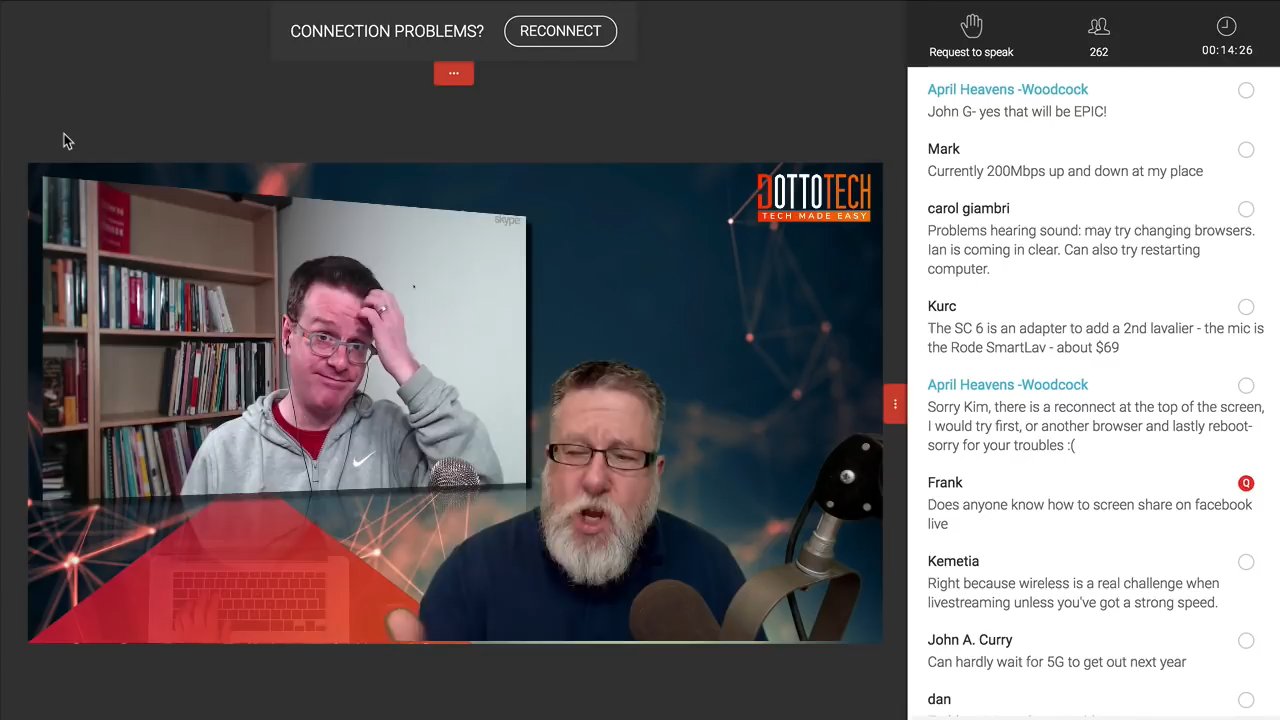 CONNECTION PROBLEMS?
RECONNECT
Request to speak
262
00:14:26
skype
DOTTOTECH
TECH MADE EASY
April Heavens -Woodcock
John G- yes that will be EPIC!
Mark
Currently 200Mbps up and down at my place
carol giambri
Problems hearing sound: may try changing browsers.
Ian is coming in clear. Can also try restarting
computer.
Kurc
The SC 6 is an adapter to add a 2nd lavalier - the mic is
the Rode SmartLav - about $69
April Heavens -Woodcock
Sorry Kim, there is a reconnect at the top of the screen,
I would try first, or another browser and lastly reboot-
sorry for your troubles :(
Frank
Q
Does anyone know how to screen share on facebook
live
Kemetia
Right because wireless is a real challenge when
livestreaming unless you've got a strong speed.
John A. Curry
Can hardly wait for 5G to get out next year
dan